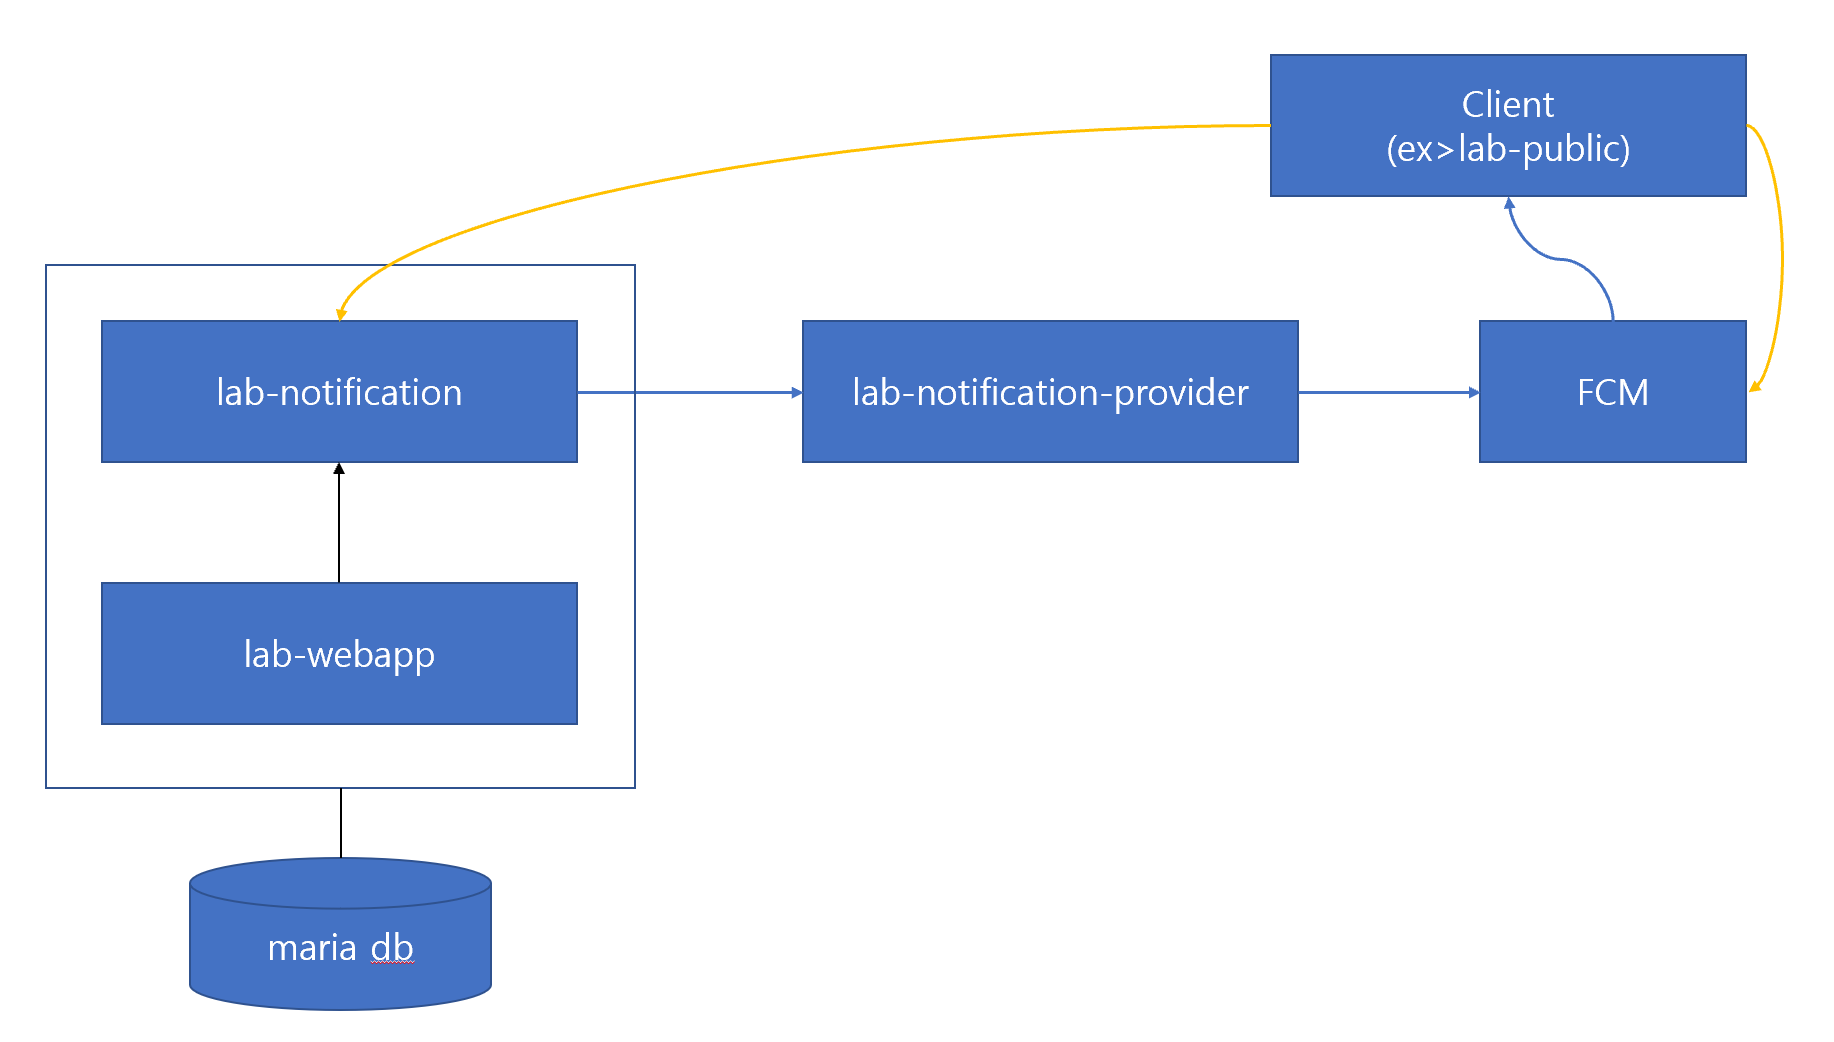 Client
(ex>lab-public)
lab-notification
lab-notification-provider
FCM
lab-webapp
maria db